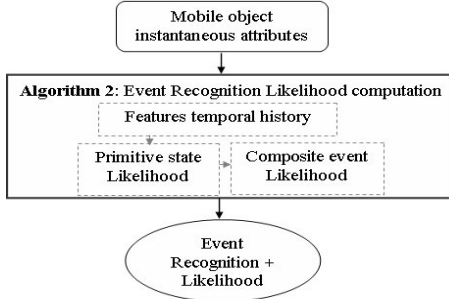 Mobile object
instantaneous attributes
Algorithm 2: Event Recognition Likelihood computation
Features temporal history
Primitive state
Likelihood
Composite event
Likelihood
Event
Recognition +
Likelihood